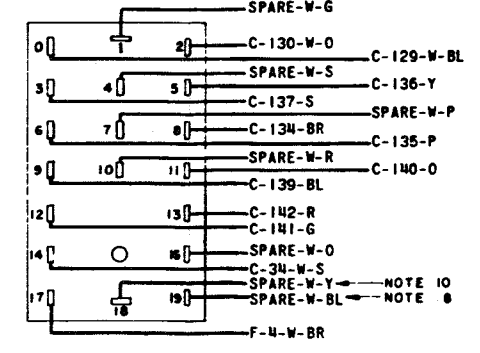 SPARE-W-G
0 2 C-130-W-O
C-129-W-BL
SPARE-W-S
3 4 5 C-136-Y
C-137-S
SPARE-W-P
6 7 8 C-134-BR
C-135-P
SPARE-W-R
9 10 11 C-140-O
C-139-BL
12 13 C-142-R
C-141-G
14 16 SPARE-W-O
C-34-W-S
SPARE-W-Y NOTE 10
17 18 19 SPARE-W-BL NOTE 8
F-4-W-BR